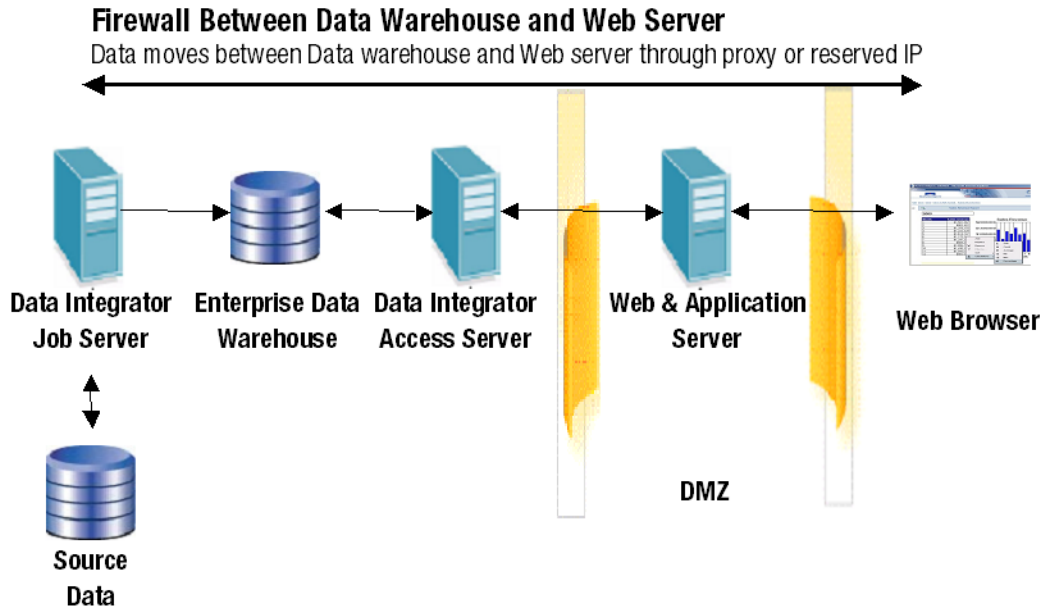 Firewall Between Data Warehouse and Web Server
Data moves between Data warehouse and Web server through proxy or reserved IP
Data Integrator
Job Server
Enterprise Data
Warehouse
Data Integrator
Access Server
Web & Application
Server
Web Browser
DMZ
Source
Data